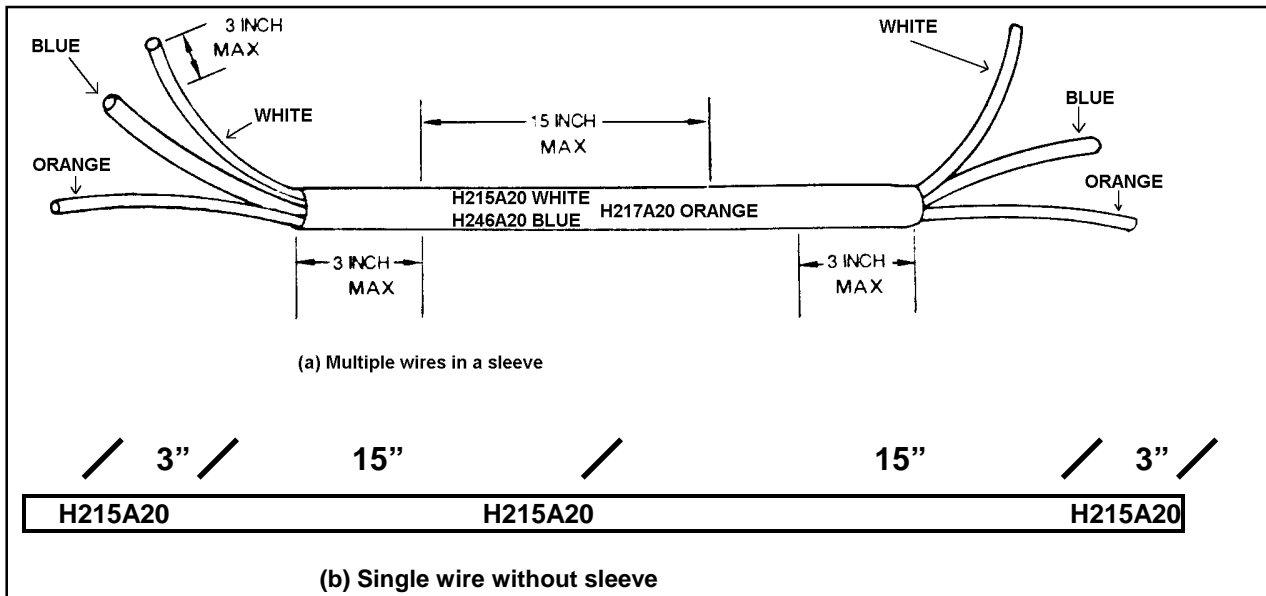 3 INCH
MAX
BLUE
WHITE
ORANGE
15 INCH
MAX
WHITE
BLUE
ORANGE
H215A20 WHITE
H246A20 BLUE
H217A20 ORANGE
3 INCH
MAX
3 INCH
MAX
(a) Multiple wires in a sleeve
3” 15” 15” 3”
H215A20 H215A20 H215A20
(b) Single wire without sleeve